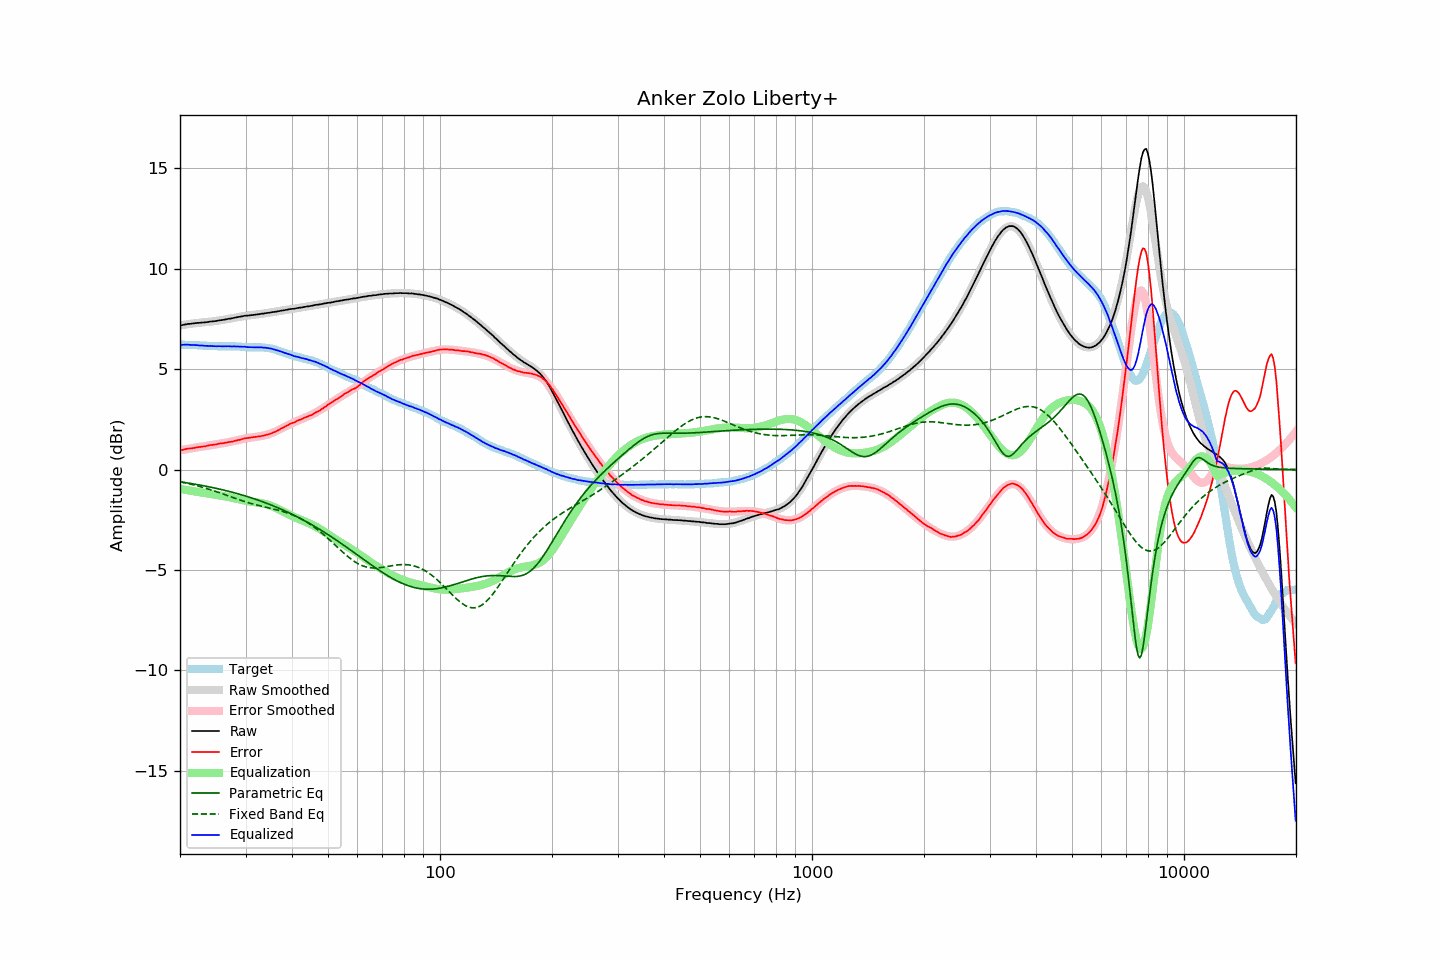 Anker Zolo Liberty+
Amplitude (dBr)
15
10
5
0
−5
−10
−15
100
1000
10000
Frequency (Hz)
Target
Raw Smoothed
Error Smoothed
Raw
Error
Equalization
Parametric Eq
Fixed Band Eq
Equalized